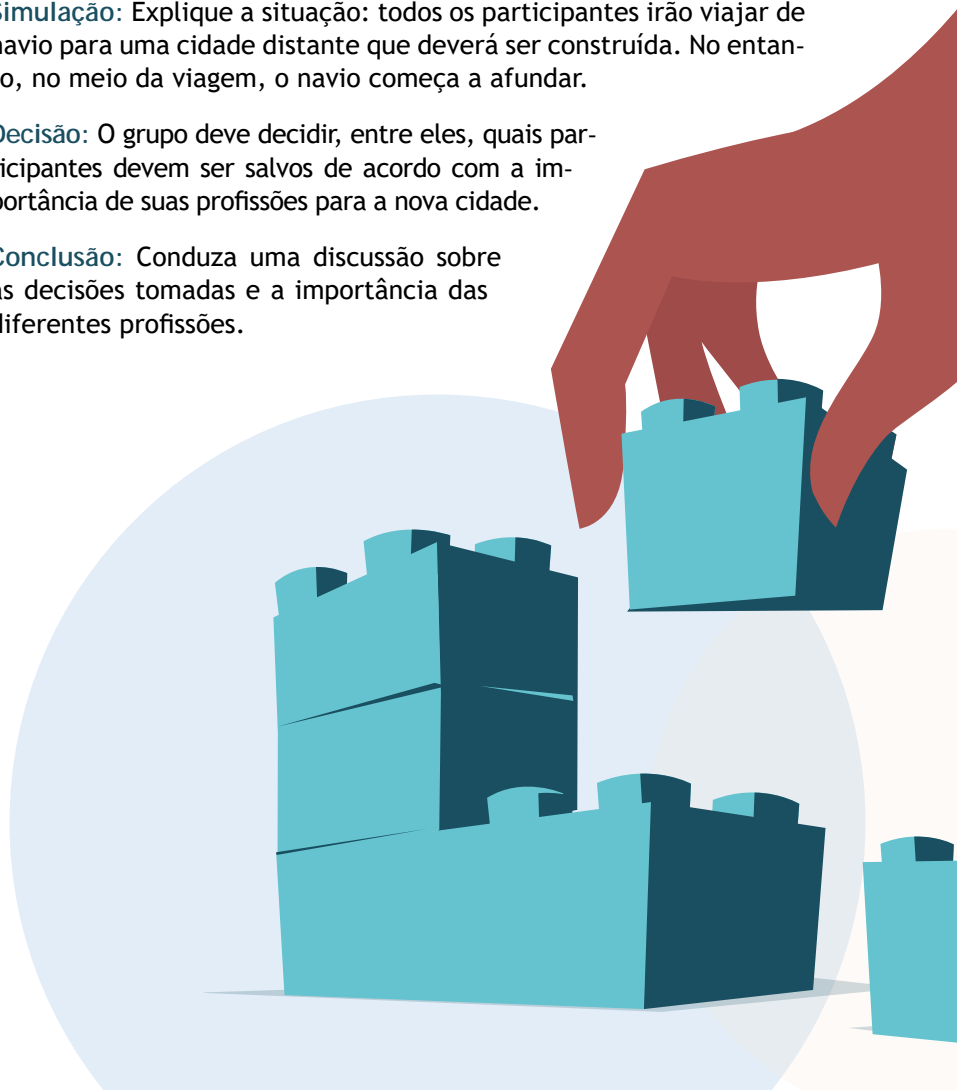 Simulação: Explique a situação: todos os participantes irão viajar de
navio para uma cidade distante que deverá ser construída. No entan-
to, no meio da viagem, o navio começa a afundar.
Decisão: O grupo deve decidir, entre eles, quais par-
ticipantes devem ser salvos de acordo com a im-
portância de suas profissões para a nova cidade.
Conclusão: Conduza uma discussão sobre
as decisões tomadas e a importância das
diferentes profissões.